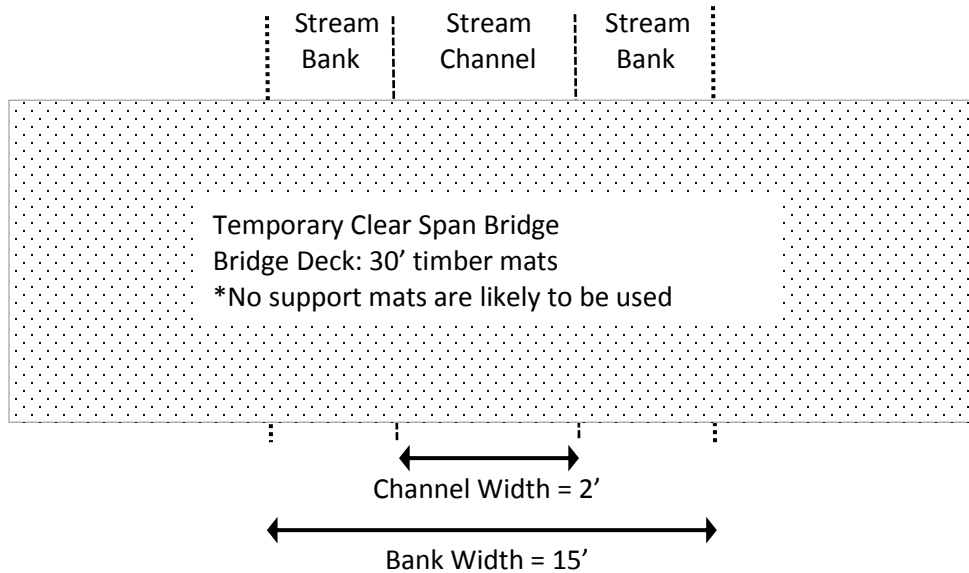 Stream
Bank
Stream
Channel
Stream
Bank
Temporary Clear Span Bridge
Bridge Deck: 30’ timber mats
*No support mats are likely to be used
Channel Width = 2’
Bank Width = 15’